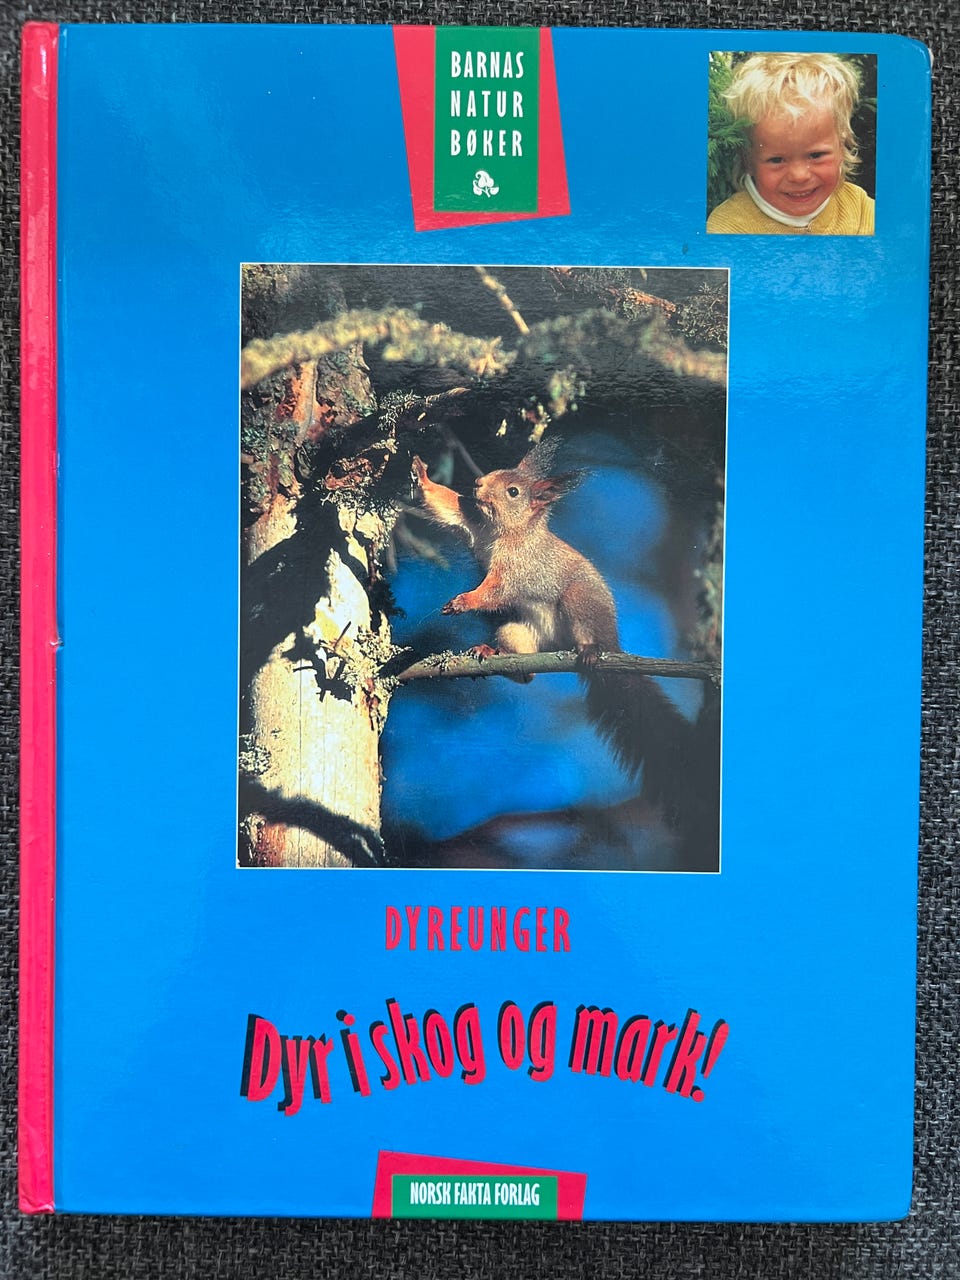 BARNAS
NATUR
BØKER
DYREUNGER
Dyr i skog og mark!
NORSK FAKTA FORLAG